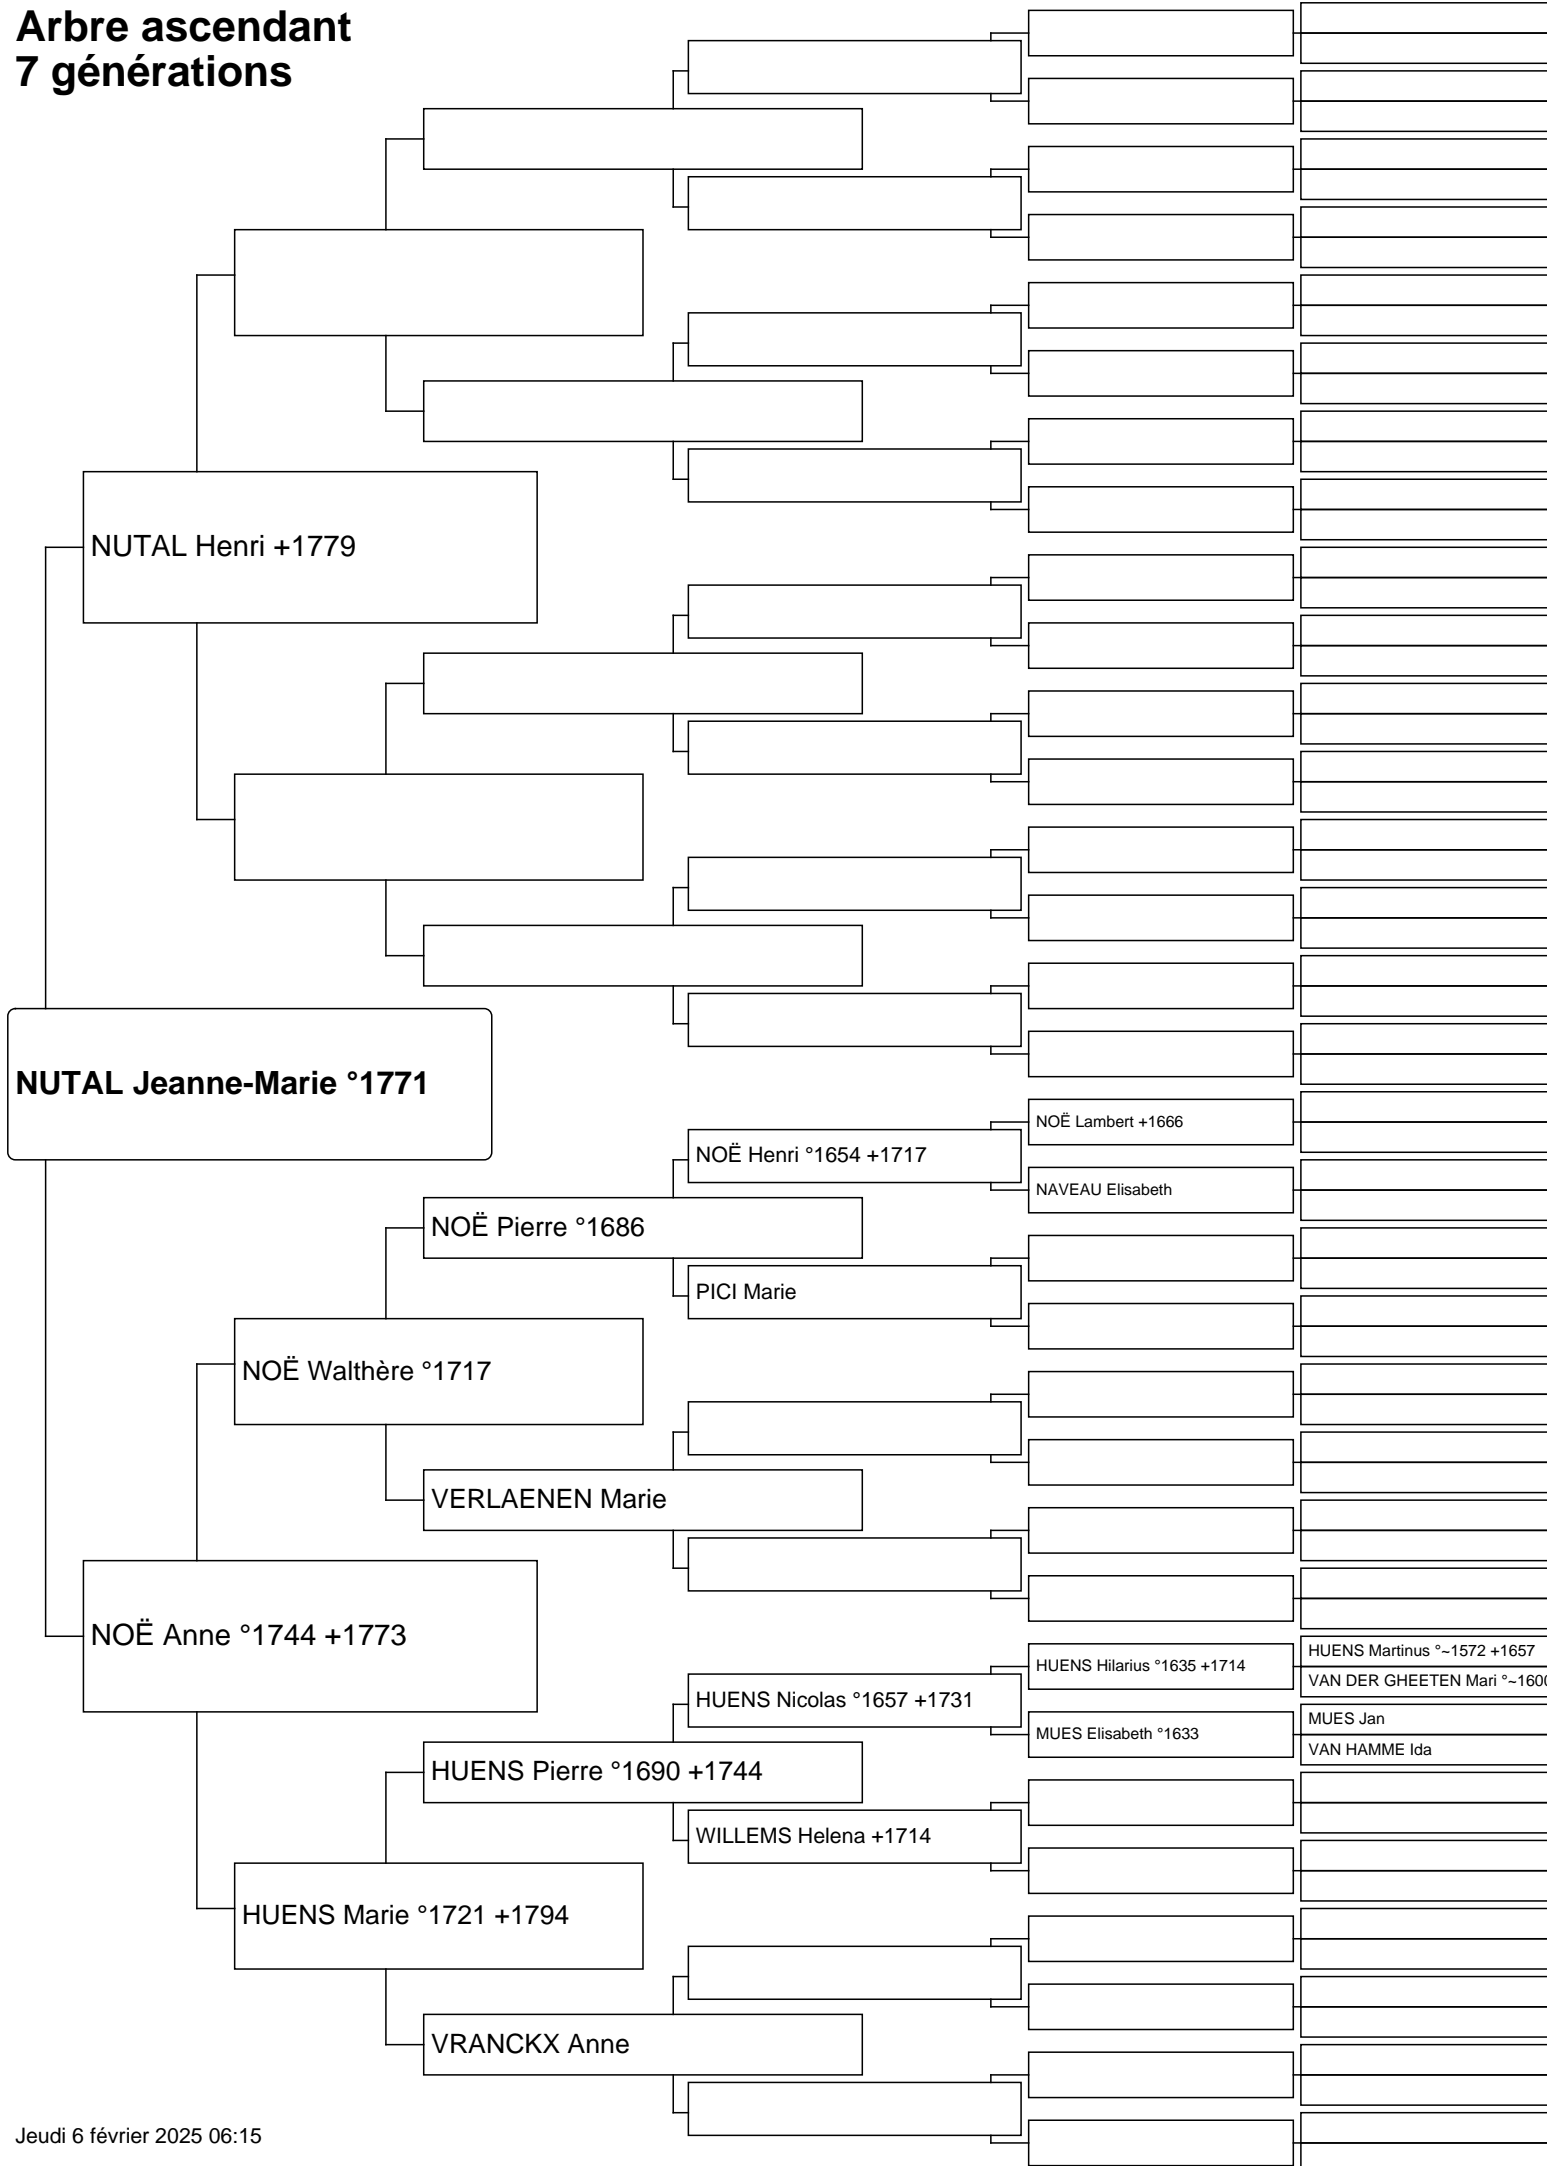 Arbre ascendant
7 générations
NUTAL Henri +1779
NUTAL Jeanne-Marie °1771
NOË Lambert +1666
NOË Henri °1654 +1717
NAVEAU Elisabeth
NOË Pierre °1686
PICI Marie
NOË Walthère °1717
VERLAENEN Marie
NOË Anne °1744 +1773
HUENS Martinus °~1572 +1657
HUENS Hilarius °1635 +1714
VAN DER GHEETEN Mari °~1600
HUENS Nicolas °1657 +1731
MUES Jan
MUES Elisabeth °1633
VAN HAMME Ida
HUENS Pierre °1690 +1744
WILLEMS Helena +1714
HUENS Marie °1721 +1794
VRANCKX Anne
Jeudi 6 février 2025 06:15